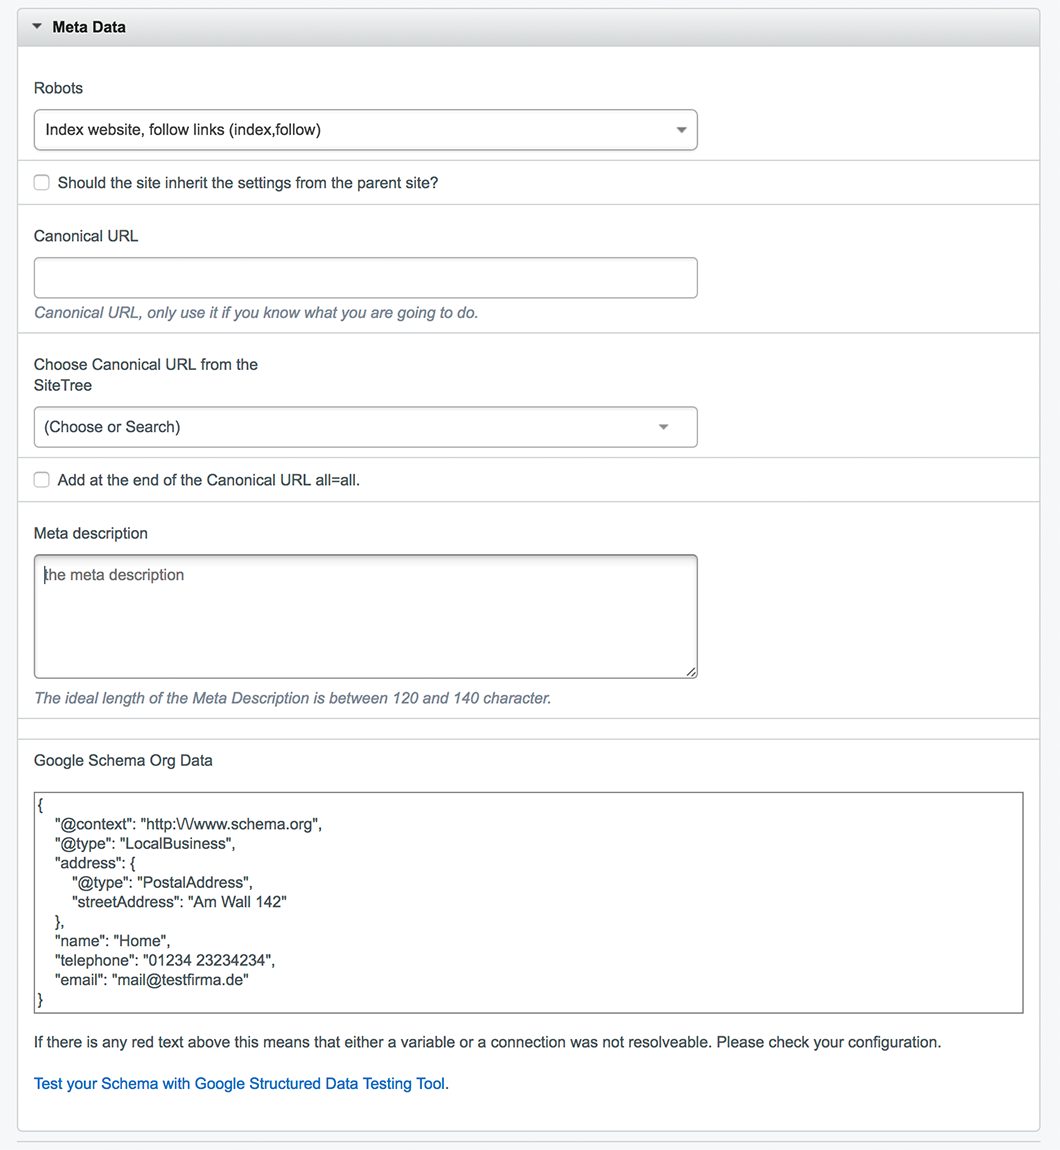 Meta Data
Robots
Index website, follow links (index,follow)
Should the site inherit the settings from the parent site?
Canonical URL
Canonical URL, only use it if you know what you are going to do.
Choose Canonical URL from the
SiteTree
(Choose or Search)
Add at the end of the Canonical URL all=all.
Meta description
the meta description
The ideal length of the Meta Description is between 120 and 140 character.
Google Schema Org Data
{
"@context": "http:\/\/www.schema.org",
"@type": "LocalBusiness",
"address": {
"@type": "PostalAddress",
"streetAddress": "Am Wall 142"
},
"name": "Home",
"telephone": "01234 23234234",
"email": "mail@testfirma.de"
}
If there is any red text above this means that either a variable or a connection was not resolveable. Please check your configuration.
Test your Schema with Google Structured Data Testing Tool.